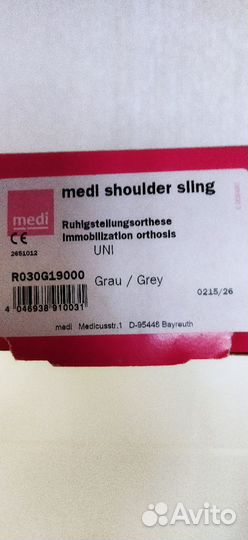 medi shoulder sling
medi
Ruhigstellungsorthese
Immobilization orthosis
2651012
UNI
R030G19000
Grau / Grey
4 046938 910031
0215/26
medi Medicusstr.1 D-95448 Bayreuth
Avito